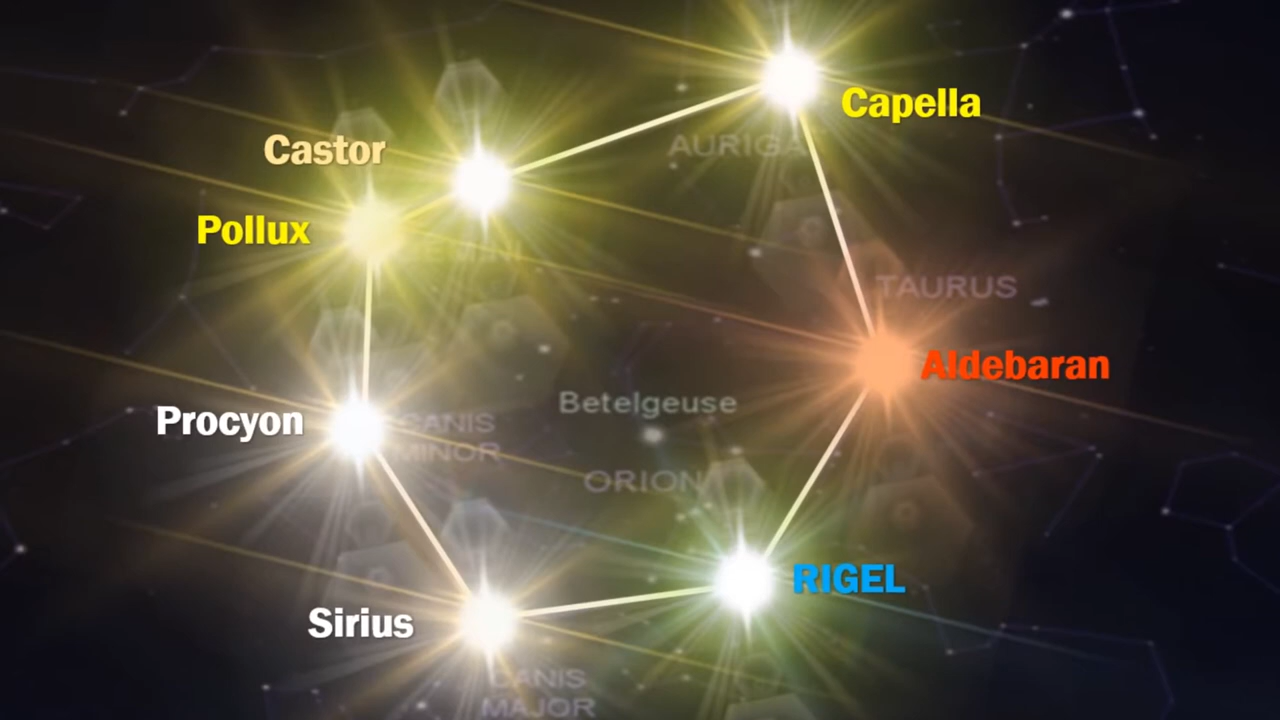 Capella
AURIGA
Castor
Pollux
TAURUS
Aldebaran
Betelgeuse
Procyon
CANIS
MINOR
ORION
RIGEL
Sirius
CANIS
MAJOR